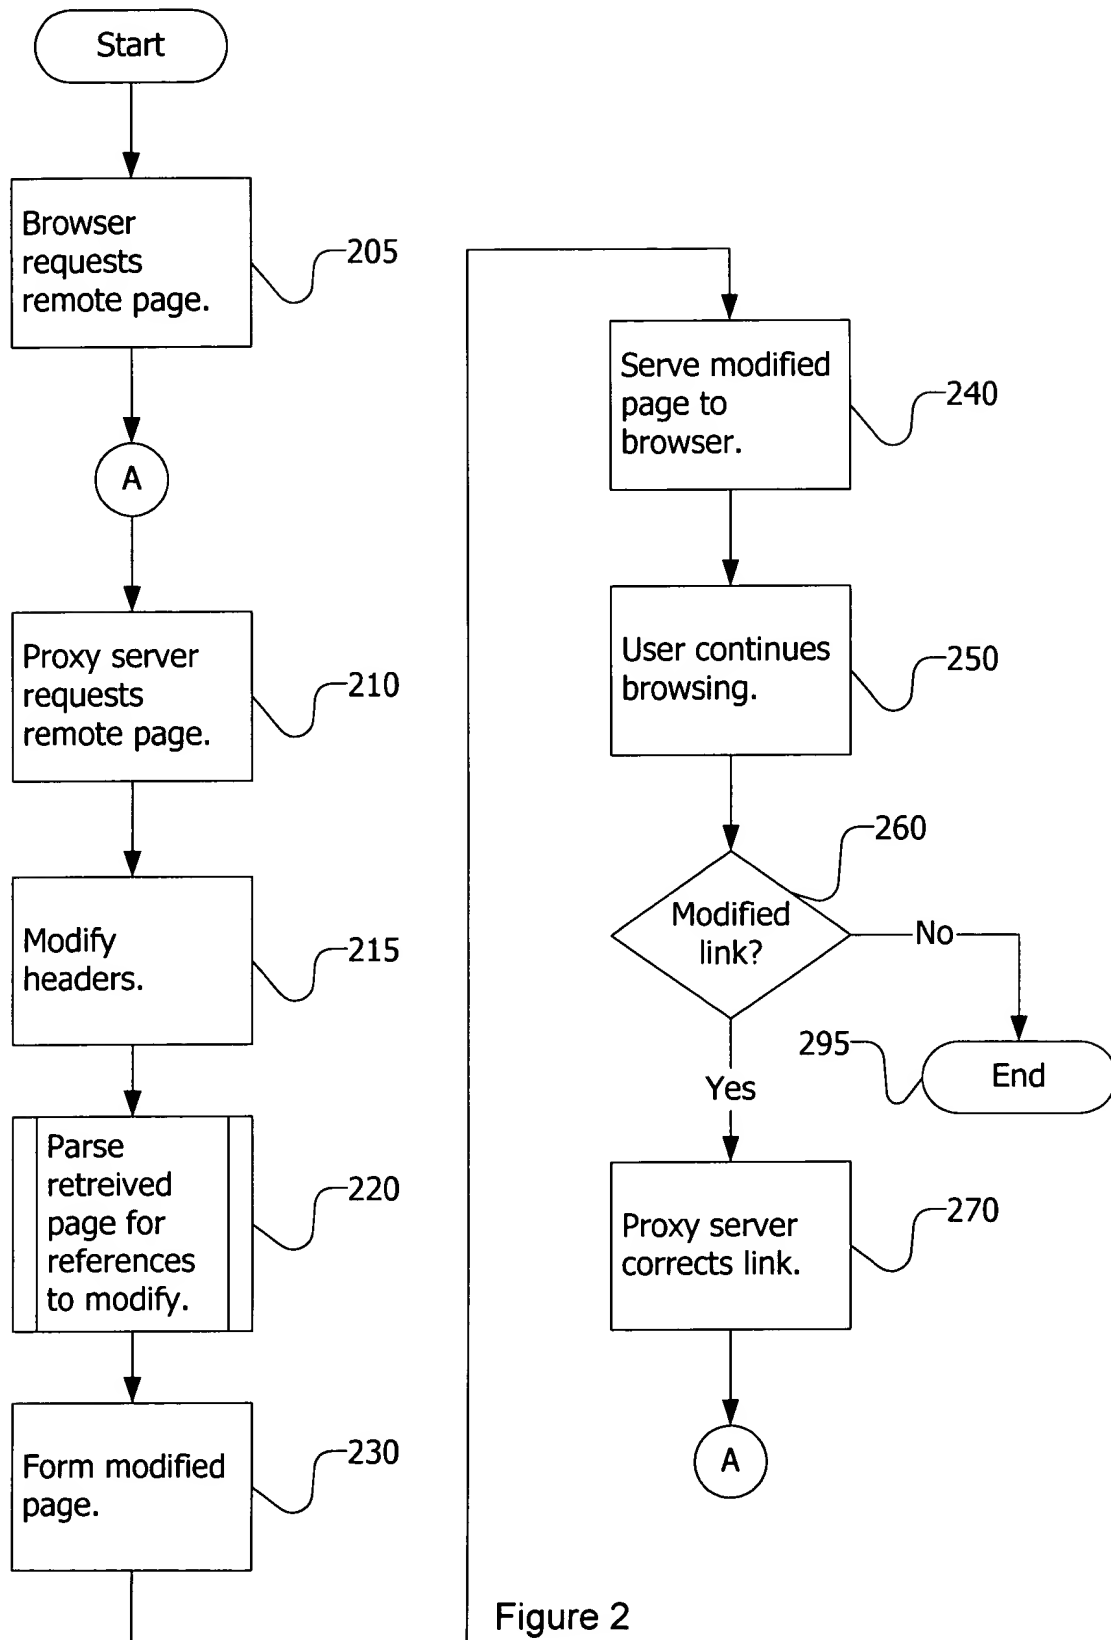 Start
Browser
requests
remote page.
205
A
Proxy server
requests
remote page.
210
Modify
headers.
215
Parse
retreived
page for
references
to modify.
220
Form modified
page.
230
Serve modified
page to
browser.
240
User continues
browsing.
250
260
Modified
link?
No
295
End
Yes
Proxy server
corrects link.
270
A
Figure 2